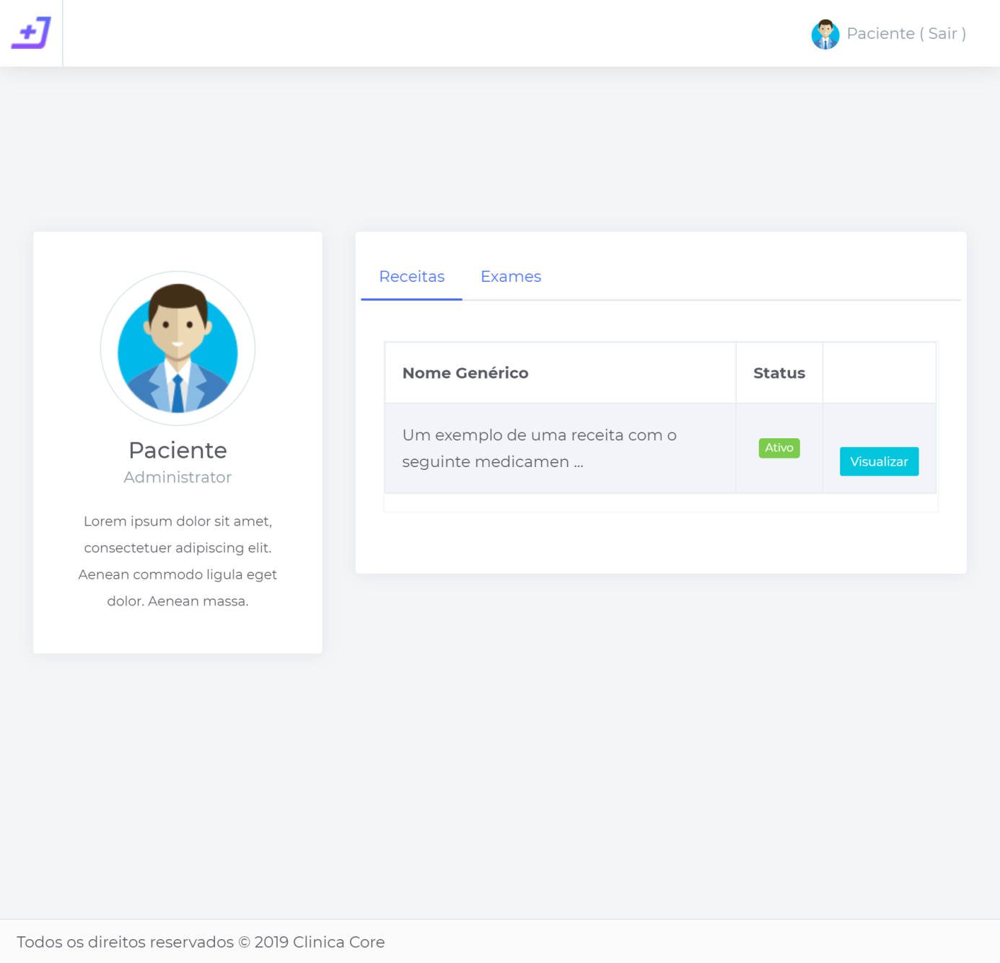 Paciente ( Sair )
Paciente
Administrator
Lorem ipsum dolor sit amet,
consectetuer adipiscing elit.
Aenean commodo ligula eget
dolor. Aenean massa.
Receitas Exames
Nome Genérico Status
Um exemplo de uma receita com o
seguinte medicamen ...
Ativo
Visualizar
Todos os direitos reservados © 2019 Clinica Core